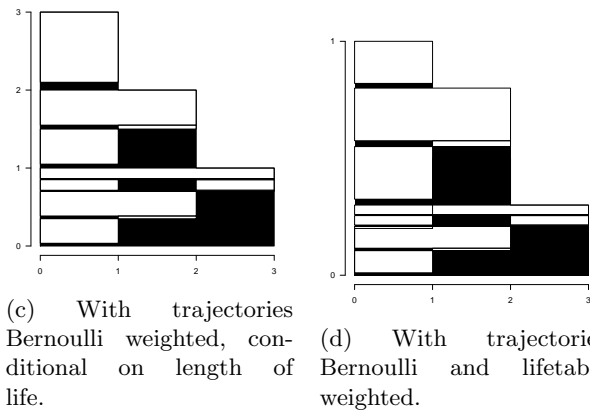 3
2
1
0
0 1 2 3
1
0
0 1 2 3
(c) With trajectories
Bernoulli weighted, con-
ditional on length of
life.
(d) With trajectorie
Bernoulli and lifetab
weighted.